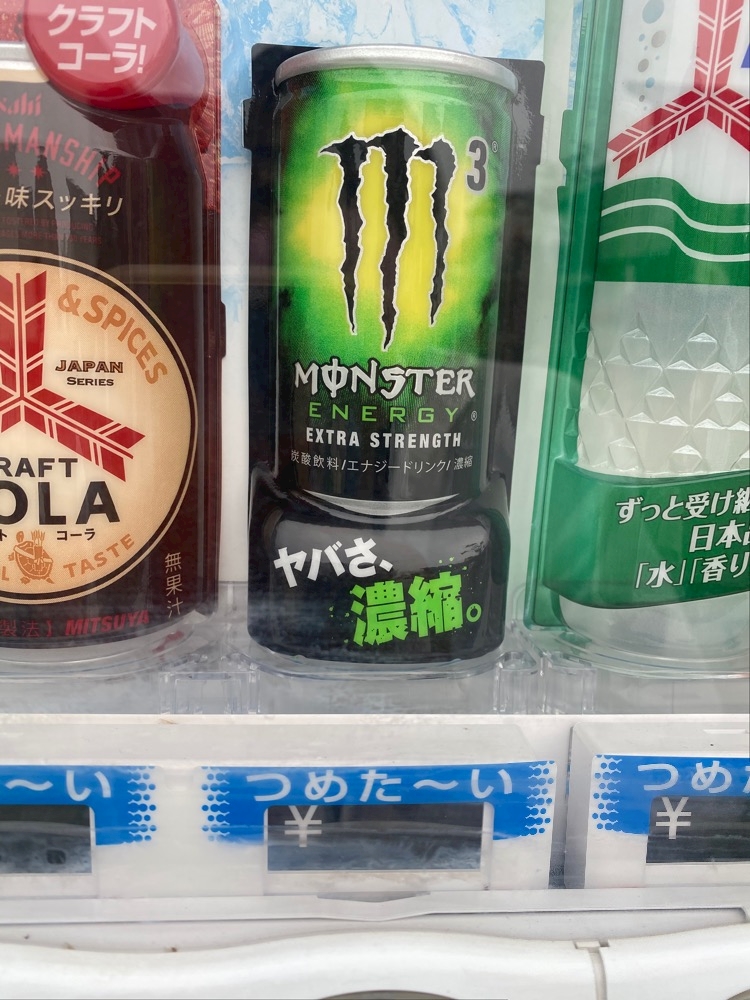 クラフト
コーラ!
味スッキリ
& SPICES
JAPAN
SERIES
コーラ
TASTE
無果汁
MITSUYA
3
MONSTER
ENERGY
EXTRA STRENGTH
炭酸飲料/エナジードリンク/濃縮
ヤバさ、
濃縮。
ずっと受け継
日本
「水」「香り
〜い
つめた〜い
¥
つめた
¥